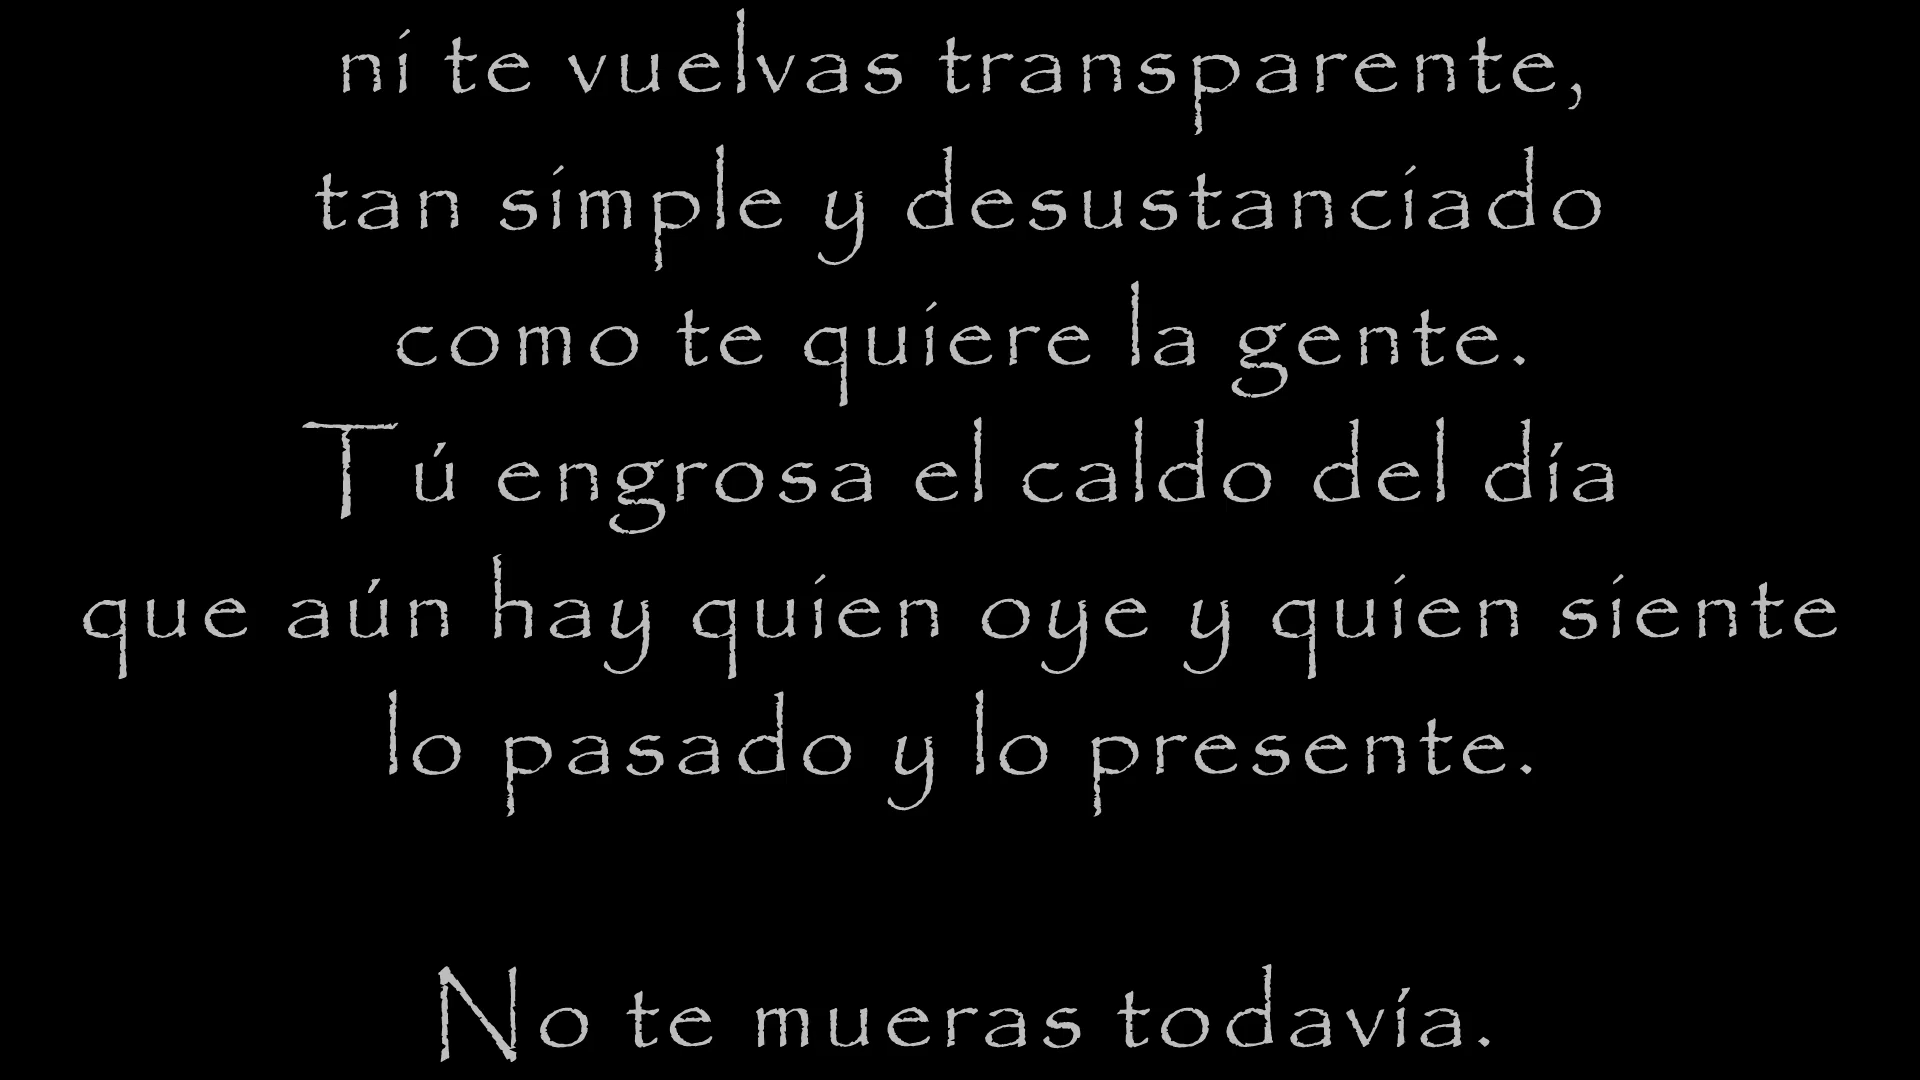 ni te vuelvas transparente,
tan simple y desustanciado
como te quiere la gente.
Tú engrosa el caldo del día
que aún hay quien oye y quien siente
lo pasado y lo presente.
No te mueras todavía.